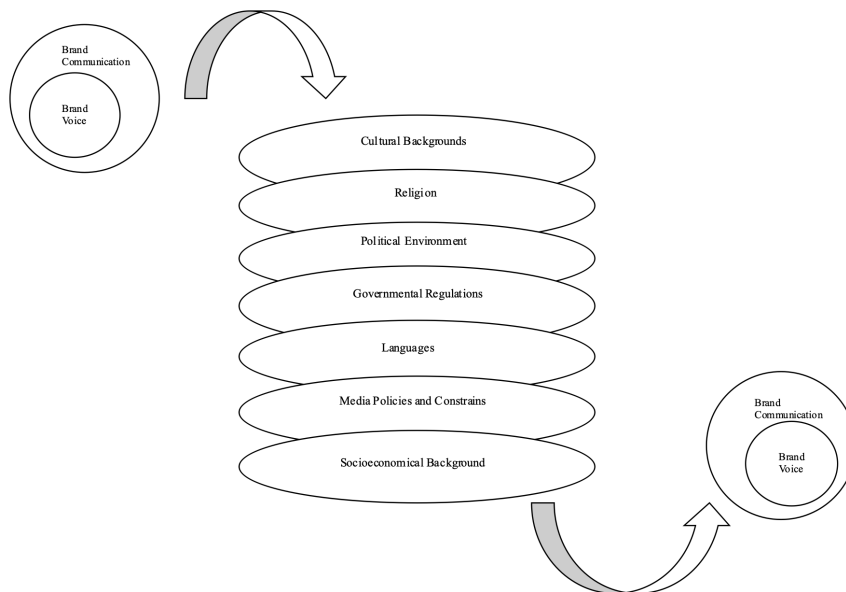 Brand
Communication
Brand
Voice
Cultural Backgrounds
Religion
Political Environment
Governmental Regulations
Languages
Media Policies and Constrains
Socioeconomical Background
Brand
Communication
Brand
Voice